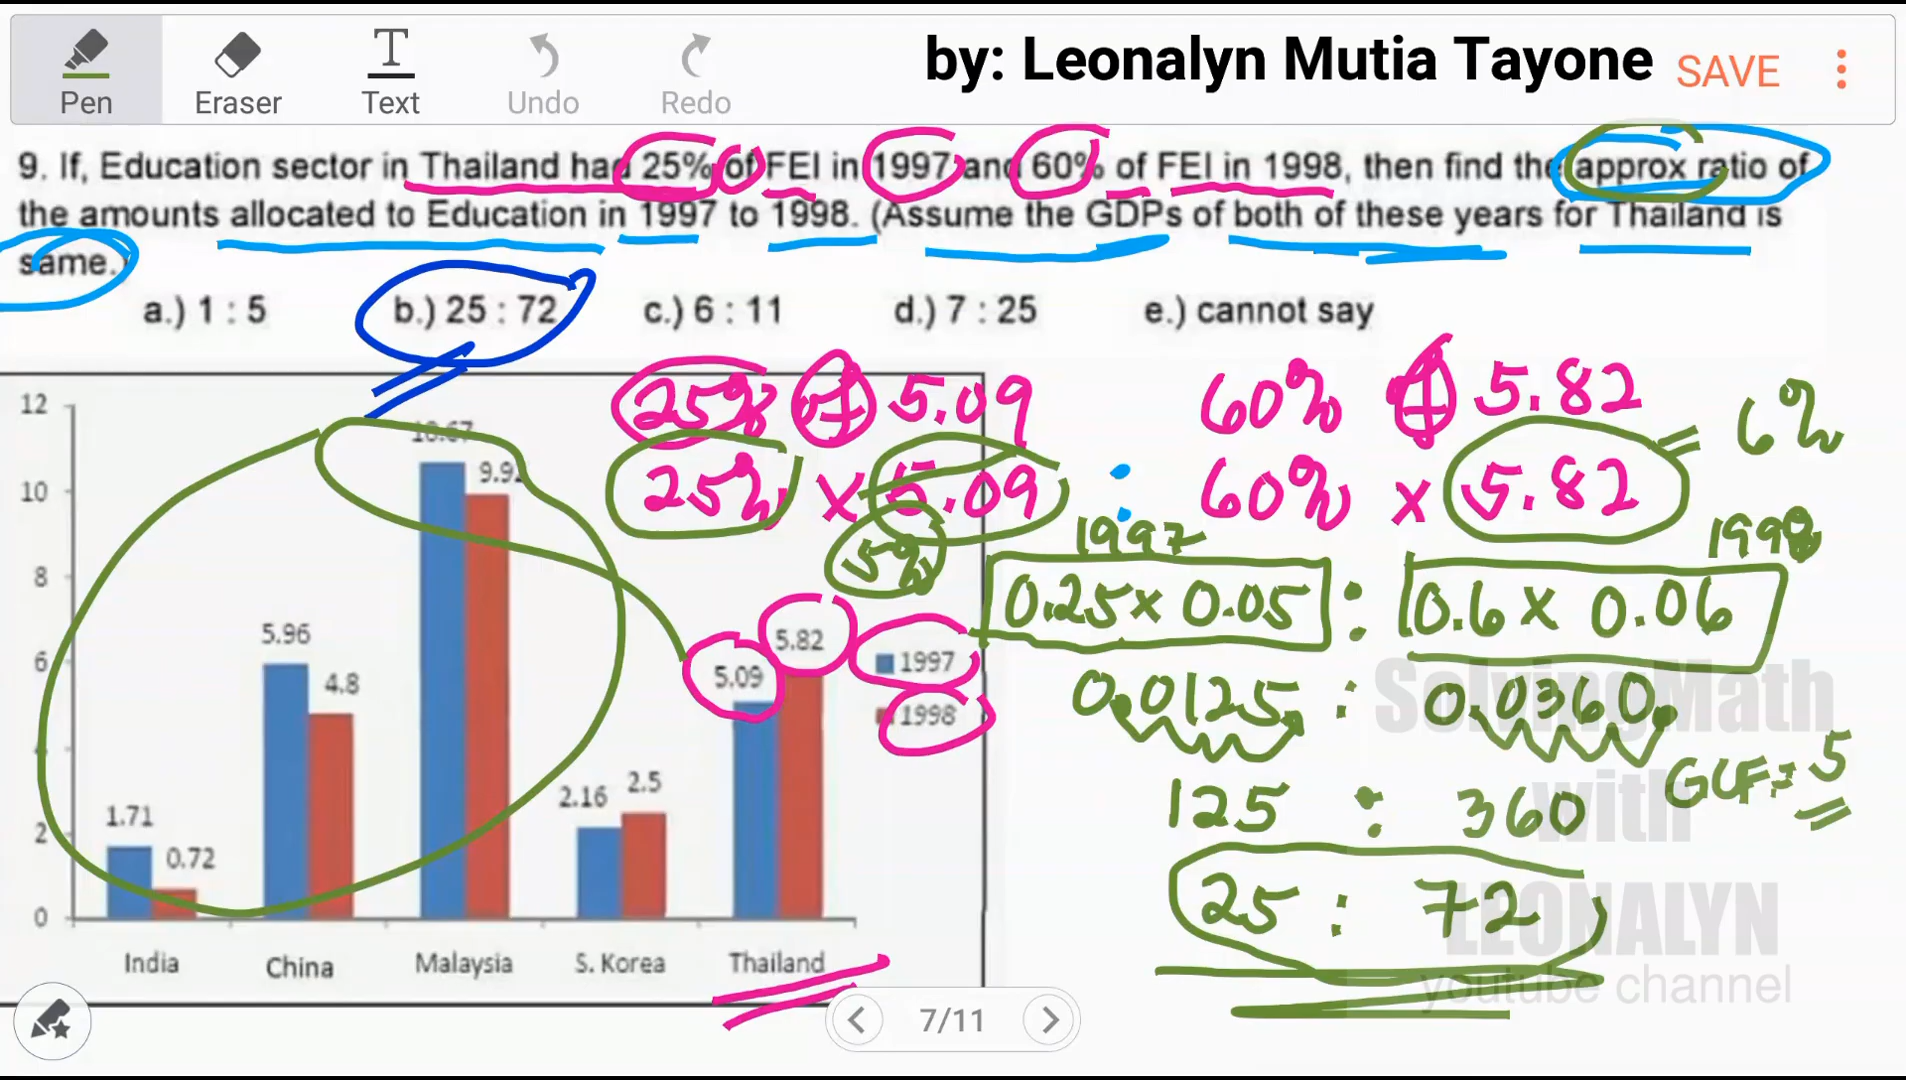 by: Leonalyn Mutia Tayone
SAVE
Pen
Eraser
Text
Undo
Redo
9. If, Education sector in Thailand had 25% of FEI in 1997 and 60% of FEI in 1998, then find the approx ratio of
the amounts allocated to Education in 1997 to 1998. (Assume the GDPs of both of these years for Thailand is
same.)
a.) 1 : 5 b.) 25 : 72 c.) 6 : 11 d.) 7 : 25 e.) cannot say
25% of 5.09 60% of 5.82
= 6%
25% x 5.09 : 60% x 5.82
5%
1997 1998
0.25 x 0.05 : 0.6 x 0.06
0.0125 : 0.0360
GCF = 5
125 : 360
25 : 72
12
10
8
6
4
2
0
1.71
0.72
5.96
4.8
10.67
2.16
2.5
5.09
5.82
1997
1998
India
China
Malaysia
S. Korea
Thailand
SolvingMath
with
LEONALYN
youtube channel
7/11